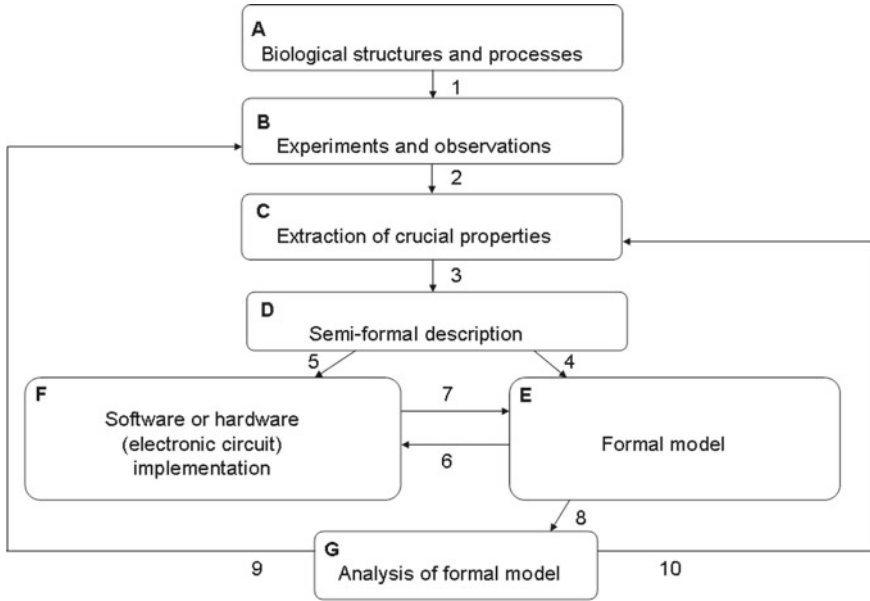 A
Biological structures and processes
1
B
Experiments and observations
2
C
Extraction of crucial properties
3
D
Semi-formal description
5
4
F
Software or hardware
(electronic circuit)
implementation
7
6
E
Formal model
8
G
Analysis of formal model
9
10